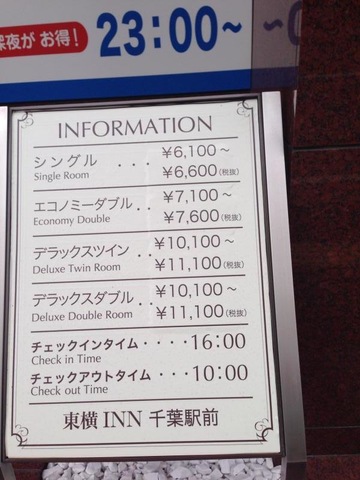 深夜がお得！
23:00~
INFORMATION
シングル ... ¥6,100～
Single Room ¥6,600(税抜)
エコノミーダブル.. ¥7,100～
Economy Double ¥7,600(税抜)
デラックスツイン.. ¥10,100～
Deluxe Twin Room ¥11,100(税抜)
デラックスダブル.. ¥10,100～
Deluxe Double Room ¥11,100(税抜)
チェックインタイム・・・・16:00
Check in Time
チェックアウトタイム・・・10:00
Check out Time
東横 INN 千葉駅前